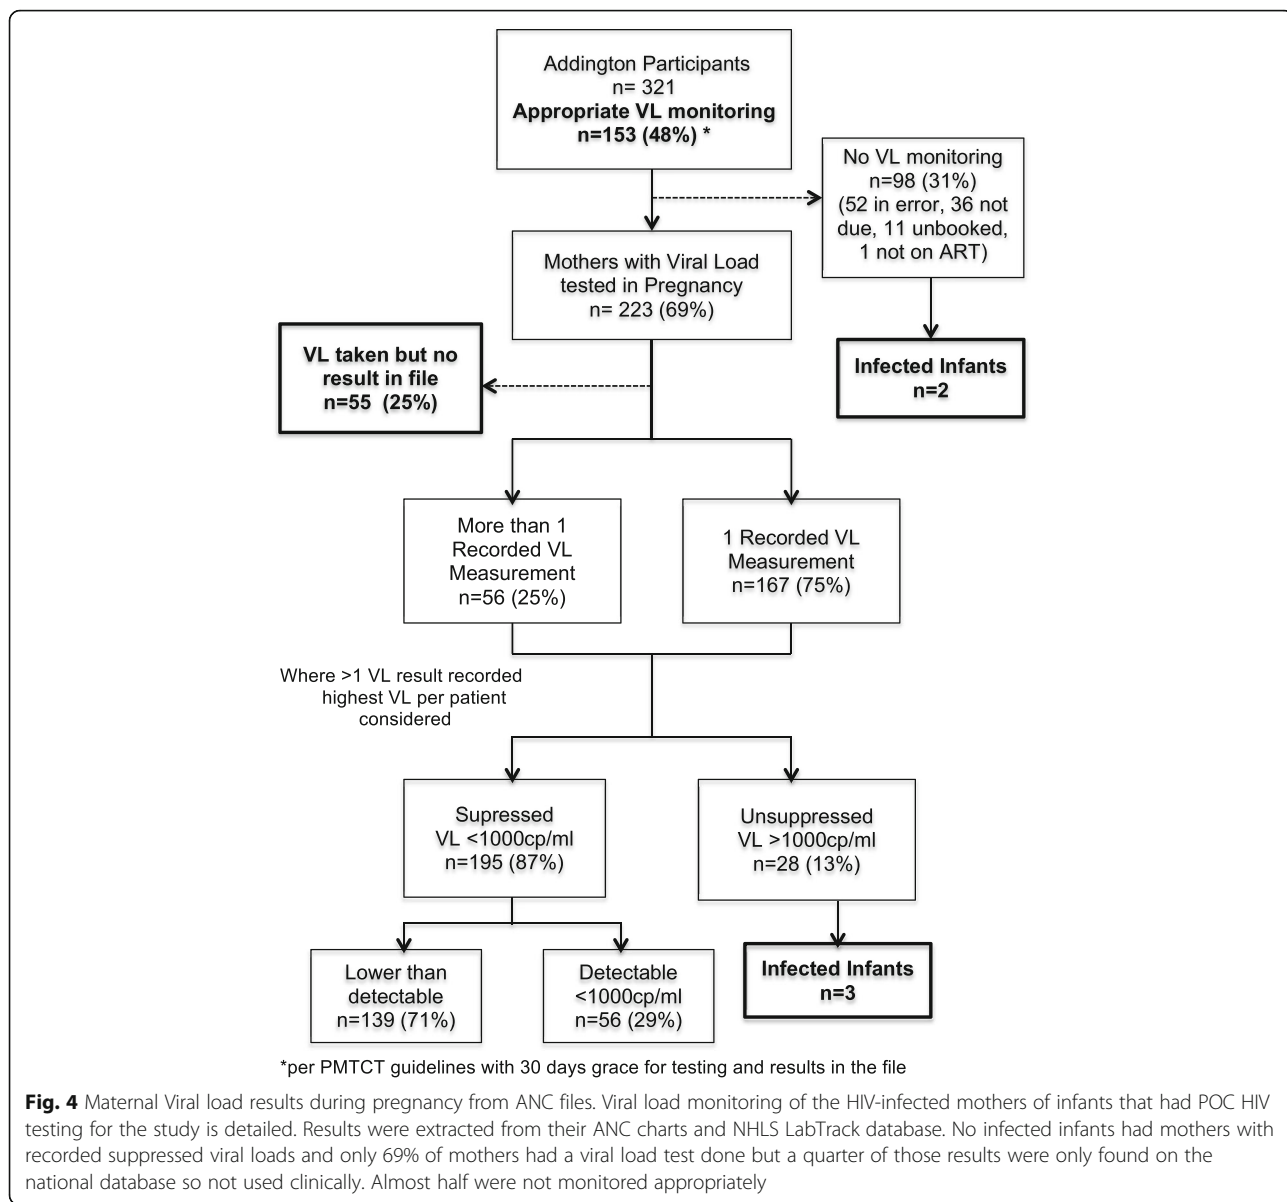 Addington Participants
n= 321
Appropriate VL monitoring
n=153 (48%) *
No VL monitoring
n=98 (31%)
(52 in error, 36 not
due, 11 unbooked,
1 not on ART)
Mothers with Viral Load
tested in Pregnancy
n= 223 (69%)
VL taken but no
result in file
n=55 (25%)
Infected Infants
n=2
More than 1
Recorded VL
Measurement
n=56 (25%)
1 Recorded VL
Measurement
n=167 (75%)
Where >1 VL result recorded
highest VL per patient
considered
Supressed
VL <1000cp/ml
n=195 (87%)
Unsuppressed
VL >1000cp/ml
n=28 (13%)
Lower than
detectable
n=139 (71%)
Detectable
<1000cp/ml
n=56 (29%)
Infected Infants
n=3
*per PMTCT guidelines with 30 days grace for testing and results in the file
Fig. 4 Maternal Viral load results during pregnancy from ANC files. Viral load monitoring of the HIV-infected mothers of infants that had POC HIV
testing for the study is detailed. Results were extracted from their ANC charts and NHLS LabTrack database. No infected infants had mothers with
recorded suppressed viral loads and only 69% of mothers had a viral load test done but a quarter of those results were only found on the
national database so not used clinically. Almost half were not monitored appropriately